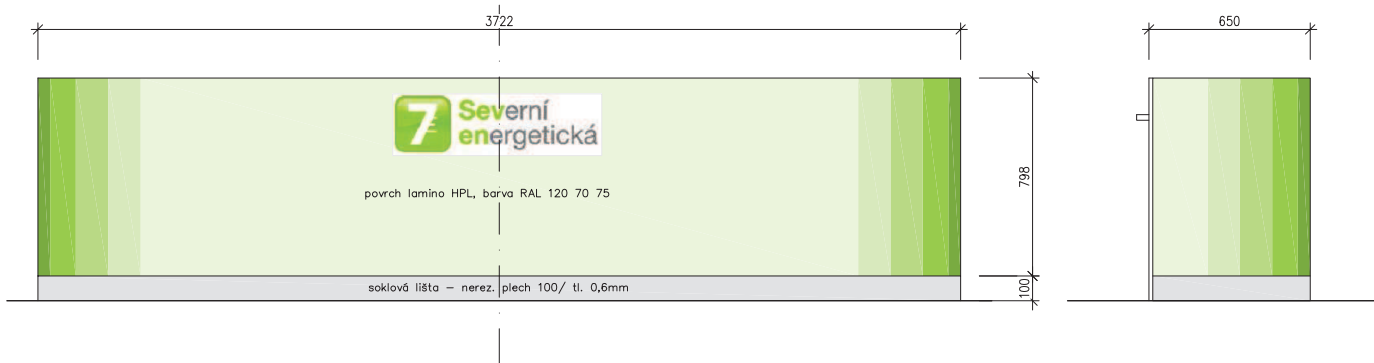 3722
650
7 Severní
energetická
povrch lamino HPL, barva RAL 120 70 75
798
soklová lišta – nerez. plech 100/ tl. 0,6mm
100